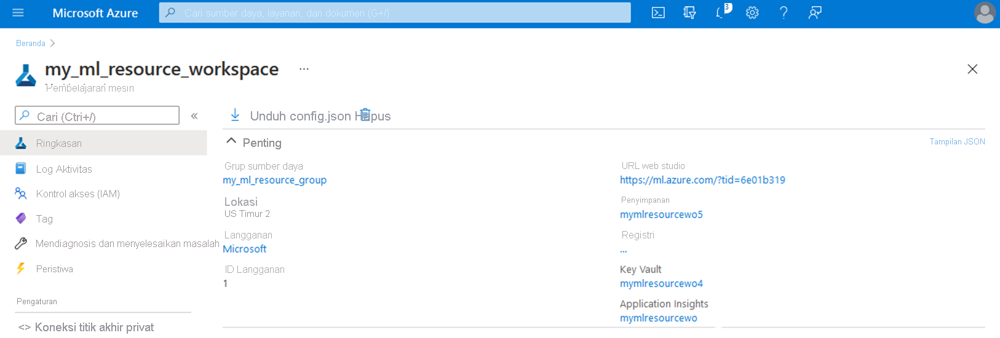 Microsoft Azure
Cari sumber daya, layanan, dan dokumen (G+/)
3
Beranda
my_ml_resource_workspace ...
Pembelajaran mesin
Cari (Ctri+/)
«
Unduh config.json Hapus
Ringkasan
Log Aktivitas
Kontrol akses (IAM)
Tag
Mendiagnosis dan menyelesaikan masalah
Peristiwa
Pengaturan
<> Koneksi titik akhir privat
Penting
Tampilan JSON
Grup sumber daya
my_ml_resource_group
Lokasi
US Timur 2
Langganan
Microsoft
ID Langganan
1
URL web studio
https://ml.azure.com/?tid=6e01b319
Penyimpanan
mymlresourcewo5
Registri
...
Key Vault
mymlresourcewo4
Application Insights
mymlresourcewo